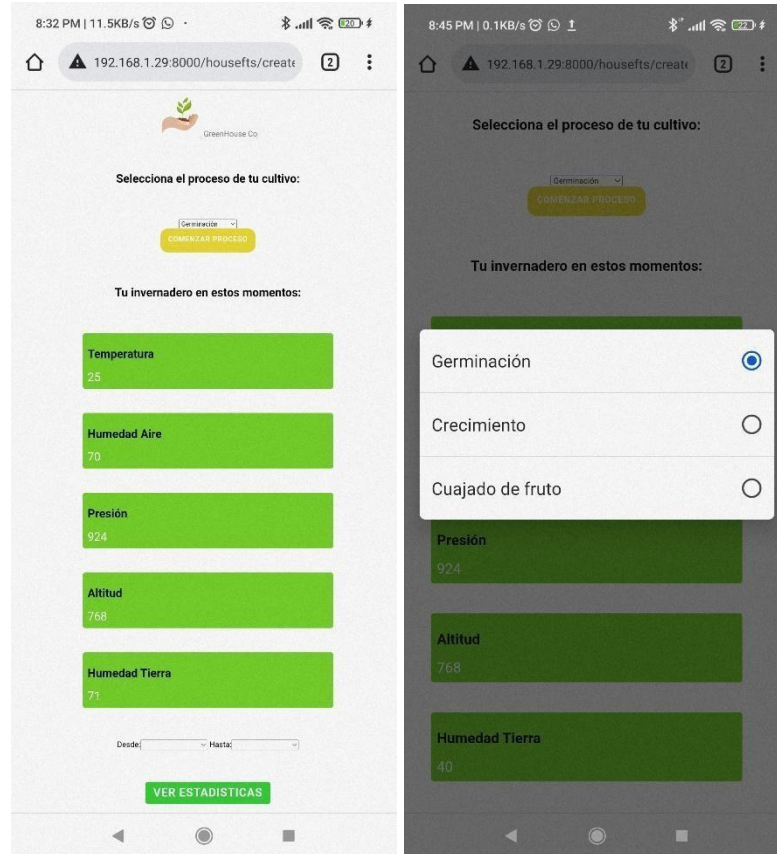 8:32 PM | 11.5KB/s
20
192.168.1.29:8000/housefts/create
2
GreenHouse Co
Selecciona el proceso de tu cultivo:
Germinación
COMENZAR PROCESO
Tu invernadero en estos momentos:
Temperatura
25
Humedad Aire
70
Presión
924
Altitud
768
Humedad Tierra
71
Desde: Hasta:
VER ESTADISTICAS
8:45 PM | 0.1KB/s
22
192.168.1.29:8000/housefts/create
2
Selecciona el proceso de tu cultivo:
Germinación
COMENZAR PROCESO
Tu invernadero en estos momentos:
Germinación
Crecimiento
Cuajado de fruto
Presión
924
Altitud
768
Humedad Tierra
40